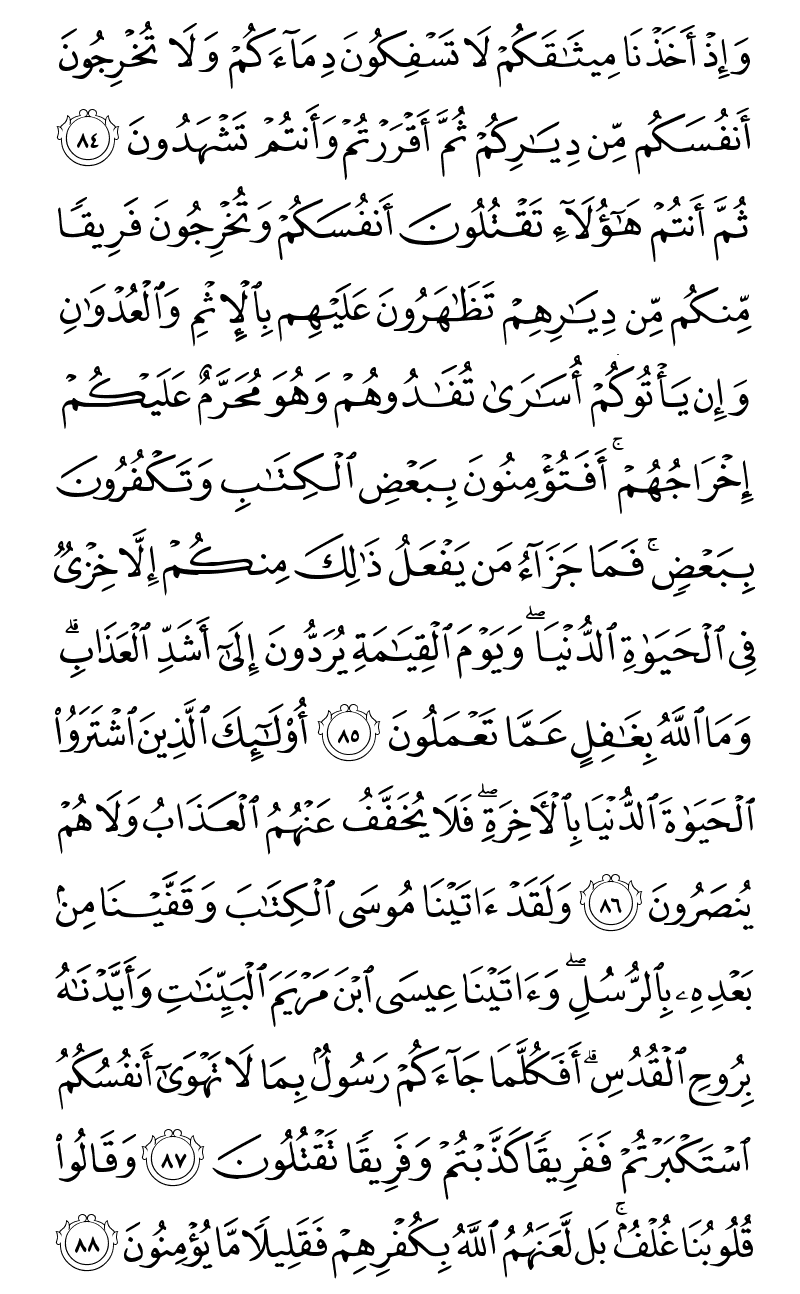 وَإِذْ أَخَذْنَا مِيثَٰقَكُمْ لَا تَسْفِكُونَ دِمَآءَكُمْ وَلَا تُخْرِجُونَ
أَنفُسَكُم مِّن دِيَٰرِكُمْ ثُمَّ أَقْرَرْتُمْ وَأَنتُمْ تَشْهَدُونَ ٨٤
ثُمَّ أَنتُمْ هَٰٓؤُلَآءِ تَقْتُلُونَ أَنفُسَكُمْ وَتُخْرِجُونَ فَرِيقًا
مِّنكُم مِّن دِيَٰرِهِمْ تَظَٰهَرُونَ عَلَيْهِم بِٱلْإِثْمِ وَٱلْعُدْوَٰنِ
وَإِن يَأْتُوكُمْ أُسَٰرَىٰ تُفَٰدُوهُمْ وَهُوَ مُحَرَّمٌ عَلَيْكُمْ
إِخْرَاجُهُمْ ۚ أَفَتُؤْمِنُونَ بِبَعْضِ ٱلْكِتَٰبِ وَتَكْفُرُونَ
بِبَعْضٍ ۚ فَمَا جَزَآءُ مَن يَفْعَلُ ذَٰلِكَ مِنكُمْ إِلَّا خِزْىٌ
فِى ٱلْحَيَوٰةِ ٱلدُّنْيَا ۖ وَيَوْمَ ٱلْقِيَٰمَةِ يُرَدُّونَ إِلَىٰٓ أَشَدِّ ٱلْعَذَابِ ۗ
وَمَا ٱللَّهُ بِغَٰفِلٍ عَمَّا تَعْمَلُونَ ٨٥ أُو۟لَٰٓئِكَ ٱلَّذِينَ ٱشْتَرَوُا۟
ٱلْحَيَوٰةَ ٱلدُّنْيَا بِٱلْـَٔاخِرَةِ ۖ فَلَا يُخَفَّفُ عَنْهُمُ ٱلْعَذَابُ وَلَا هُمْ
يُنصَرُونَ ٨٦ وَلَقَدْ ءَاتَيْنَا مُوسَى ٱلْكِتَٰبَ وَقَفَّيْنَا مِنۢ
بَعْدِهِۦ بِٱلرُّسُلِ ۖ وَءَاتَيْنَا عِيسَى ٱبْنَ مَرْيَمَ ٱلْبَيِّنَٰتِ وَأَيَّدْنَٰهُ
بِرُوحِ ٱلْقُدُسِ ۗ أَفَكُلَّمَا جَآءَكُمْ رَسُولٌۢ بِمَا لَا تَهْوَىٰٓ أَنفُسُكُمُ
ٱسْتَكْبَرْتُمْ فَفَرِيقًا كَذَّبْتُمْ وَفَرِيقًا تَقْتُلُونَ ٨٧ وَقَالُوا۟
قُلُوبُنَا غُلْفٌۢ ۚ بَل لَّعَنَهُمُ ٱللَّهُ بِكُفْرِهِمْ فَقَلِيلًا مَّا يُؤْمِنُونَ ٨٨